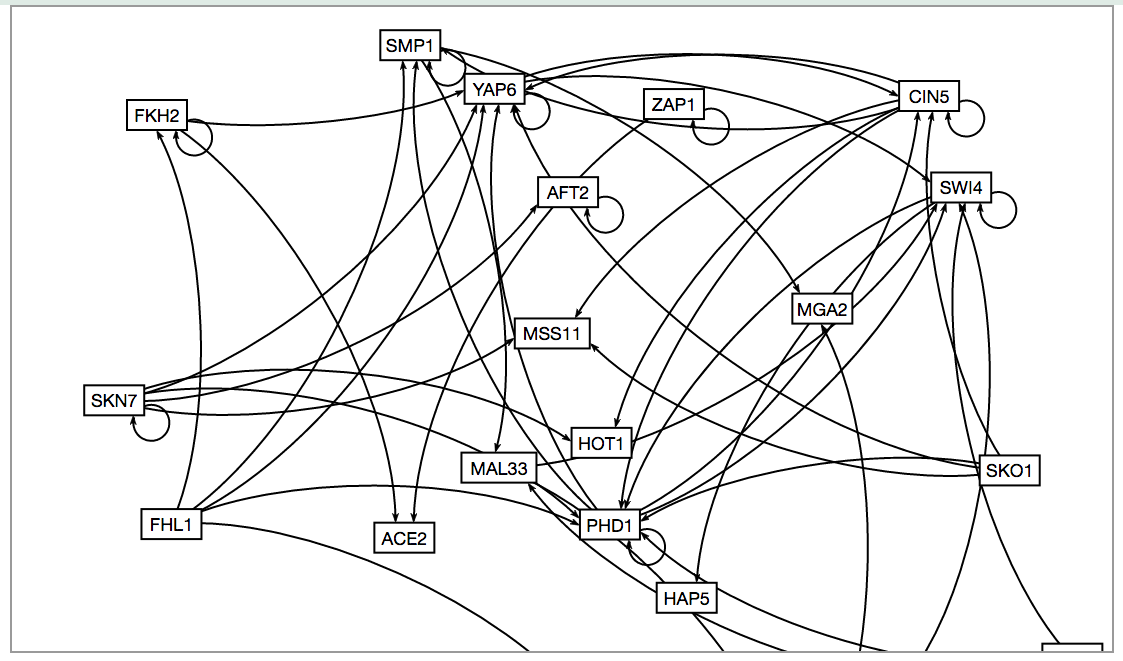 SMP1
YAP6
CIN5
ZAP1
FKH2
SWI4
AFT2
MGA2
MSS11
SKN7
HOT1
MAL33
SKO1
FHL1
PHD1
ACE2
HAP5